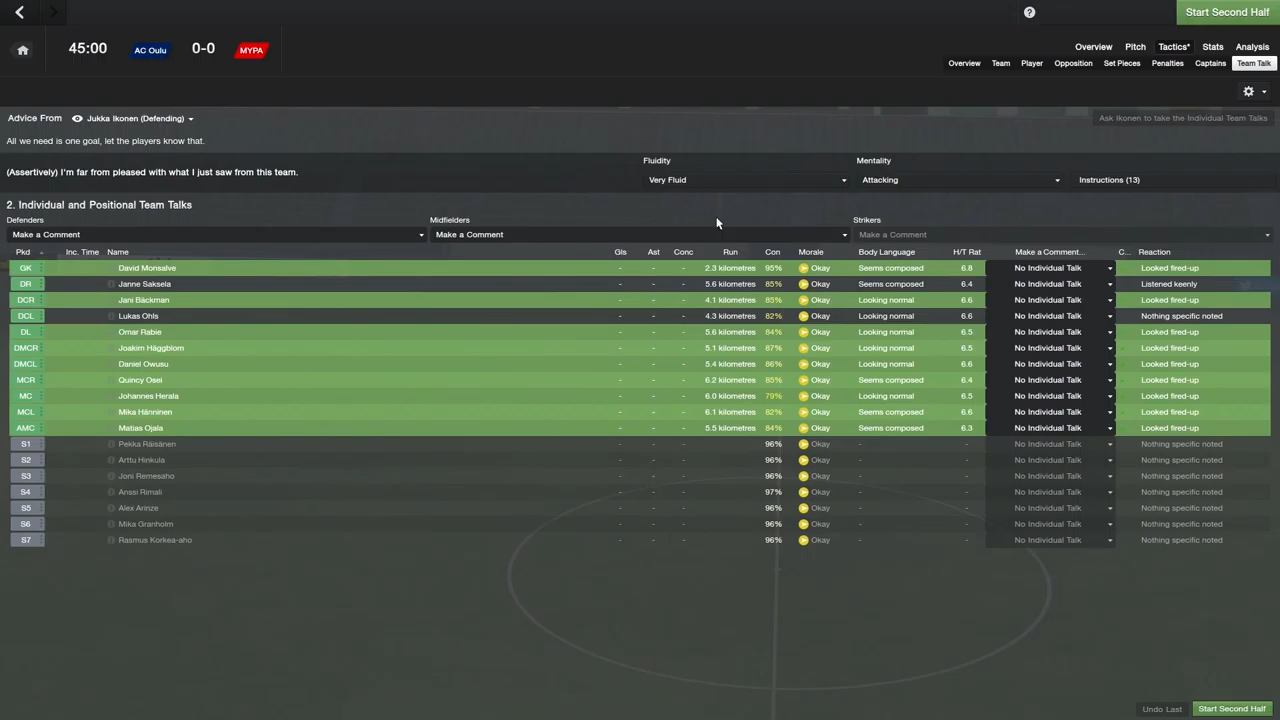 Start Second Half
45:00 AC Oulu 0-0 MYPA
Overview Pitch Tactics* Stats Analysis
Overview Team Player Opposition Set Pieces Penalties Captains Team Talk
Advice From Jukka Ikonen (Defending) Ask Ikonen to take the Individual Team Talks
All we need is one goal, let the players know that.
Fluidity Mentality
(Assertively) I'm far from pleased with what I just saw from this team. Very Fluid Attacking Instructions (13)
2. Individual and Positional Team Talks
Defenders Midfielders Strikers
Make a Comment Make a Comment Make a Comment
Pkd Inc. Time Name Gls Ast Conc Run Con Morale Body Language H/T Rat Make a Comment... C... Reaction
GK David Monsalve - - - 2.3 kilometres 95% Okay Seems composed 6.8 No Individual Talk Looked fired-up
DR Janne Saksela - - - 5.6 kilometres 85% Okay Seems composed 6.4 No Individual Talk Listened keenly
DCR Jani Bäckman - - - 4.1 kilometres 85% Okay Looking normal 6.6 No Individual Talk Looked fired-up
DCL Lukas Ohls - - - 4.3 kilometres 82% Okay Looking normal 6.6 No Individual Talk Nothing specific noted
DL Omar Rabie - - - 5.6 kilometres 84% Okay Looking normal 6.5 No Individual Talk Looked fired-up
DMCR Joakim Häggblom - - - 5.1 kilometres 87% Okay Looking normal 6.5 No Individual Talk Looked fired-up
DMCL Daniel Owusu - - - 5.4 kilometres 86% Okay Looking normal 6.6 No Individual Talk Looked fired-up
MCR Quincy Osei - - - 6.2 kilometres 85% Okay Seems composed 6.4 No Individual Talk Looked fired-up
MC Johannes Herala - - - 6.0 kilometres 79% Okay Looking normal 6.5 No Individual Talk Looked fired-up
MCL Mika Hänninen - - - 6.1 kilometres 82% Okay Seems composed 6.6 No Individual Talk Looked fired-up
AMC Matias Ojala - - - 5.5 kilometres 84% Okay Seems composed 6.3 No Individual Talk Looked fired-up
S1 Pekka Räisänen 96% Okay - - No Individual Talk Nothing specific noted
S2 Arttu Hinkula 96% Okay - - No Individual Talk Nothing specific noted
S3 Joni Remesaho 96% Okay - - No Individual Talk Nothing specific noted
S4 Anssi Rimali 97% Okay - - No Individual Talk Nothing specific noted
S5 Alex Arinze 96% Okay - - No Individual Talk Nothing specific noted
S6 Mika Granholm 96% Okay - - No Individual Talk Nothing specific noted
S7 Rasmus Korkea-aho 96% Okay - - No Individual Talk Nothing specific noted
Undo Last Start Second Half